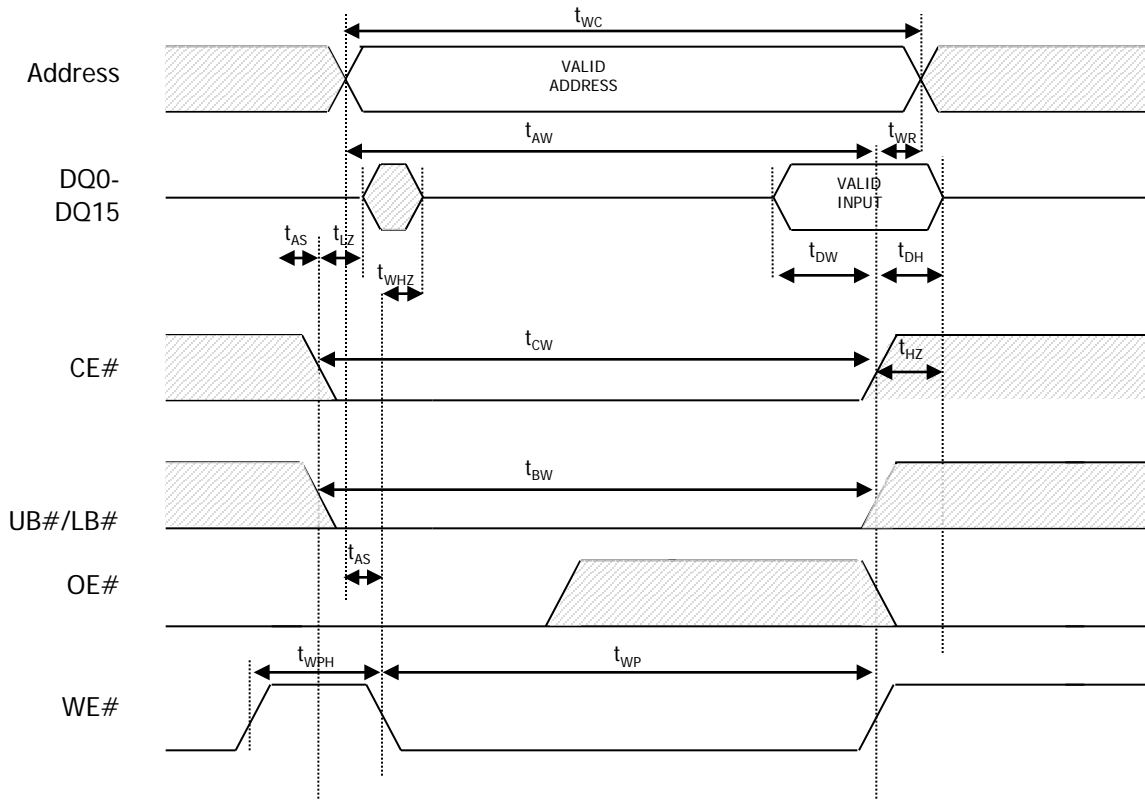 tWC
Address
VALID
ADDRESS
tAW
tWR
DQ0-
DQ15
VALID
INPUT
tAS
tLZ
tDW
tDH
tWHZ
tCW
tHZ
CE#
tBW
UB#/LB#
tAS
OE#
tWPH
tWP
WE#